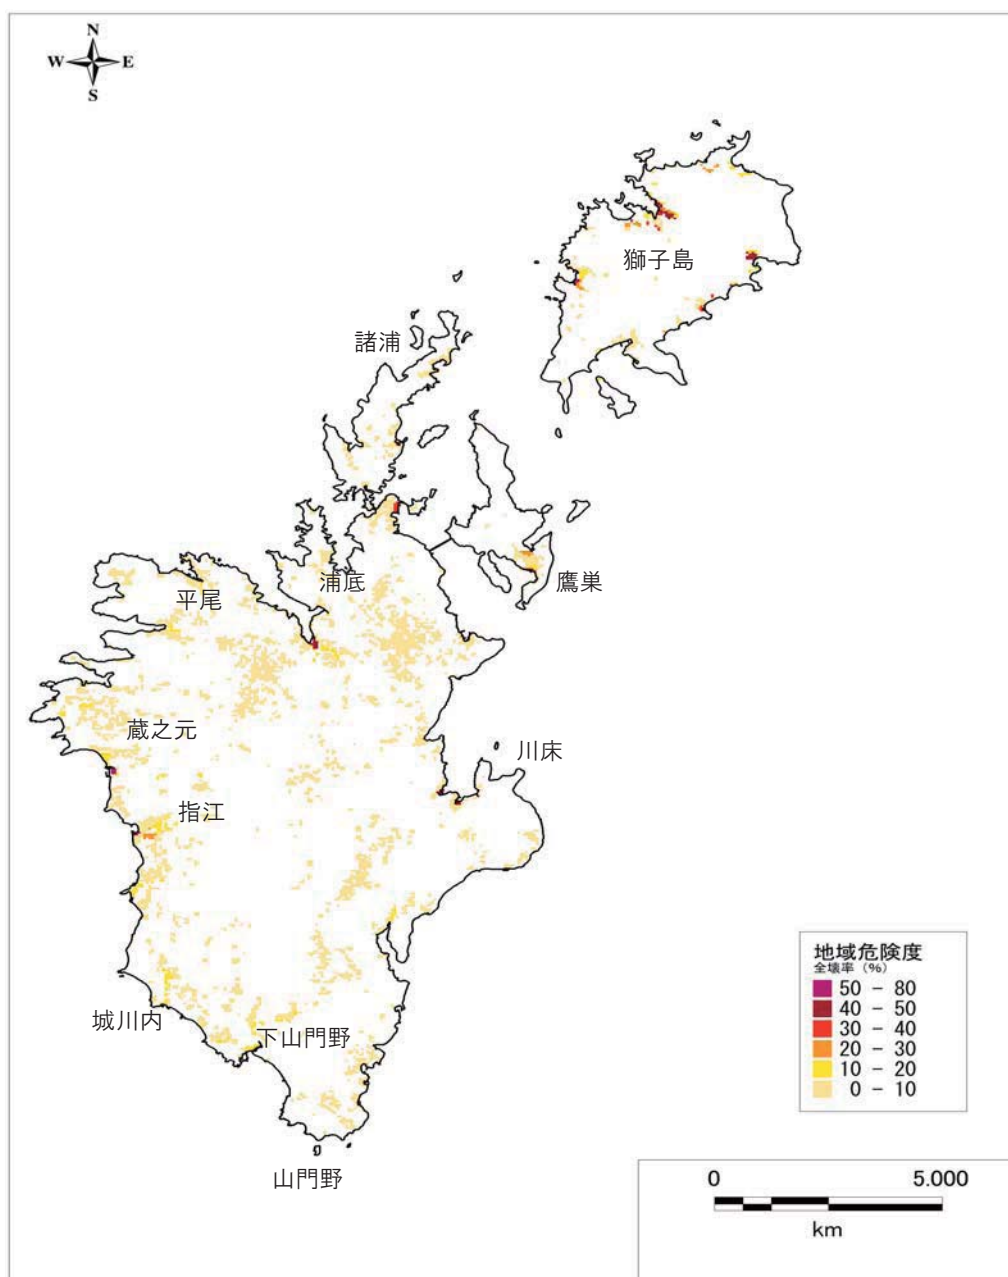 N
W E
S
獅子島
諸浦
浦底
平尾
鷹巣
蔵之元
川床
指江
城川内
下山門野
山門野
地域危険度
全壊率 (%)
50 - 80
40 - 50
30 - 40
20 - 30
10 - 20
0 - 10
0 5.000
km